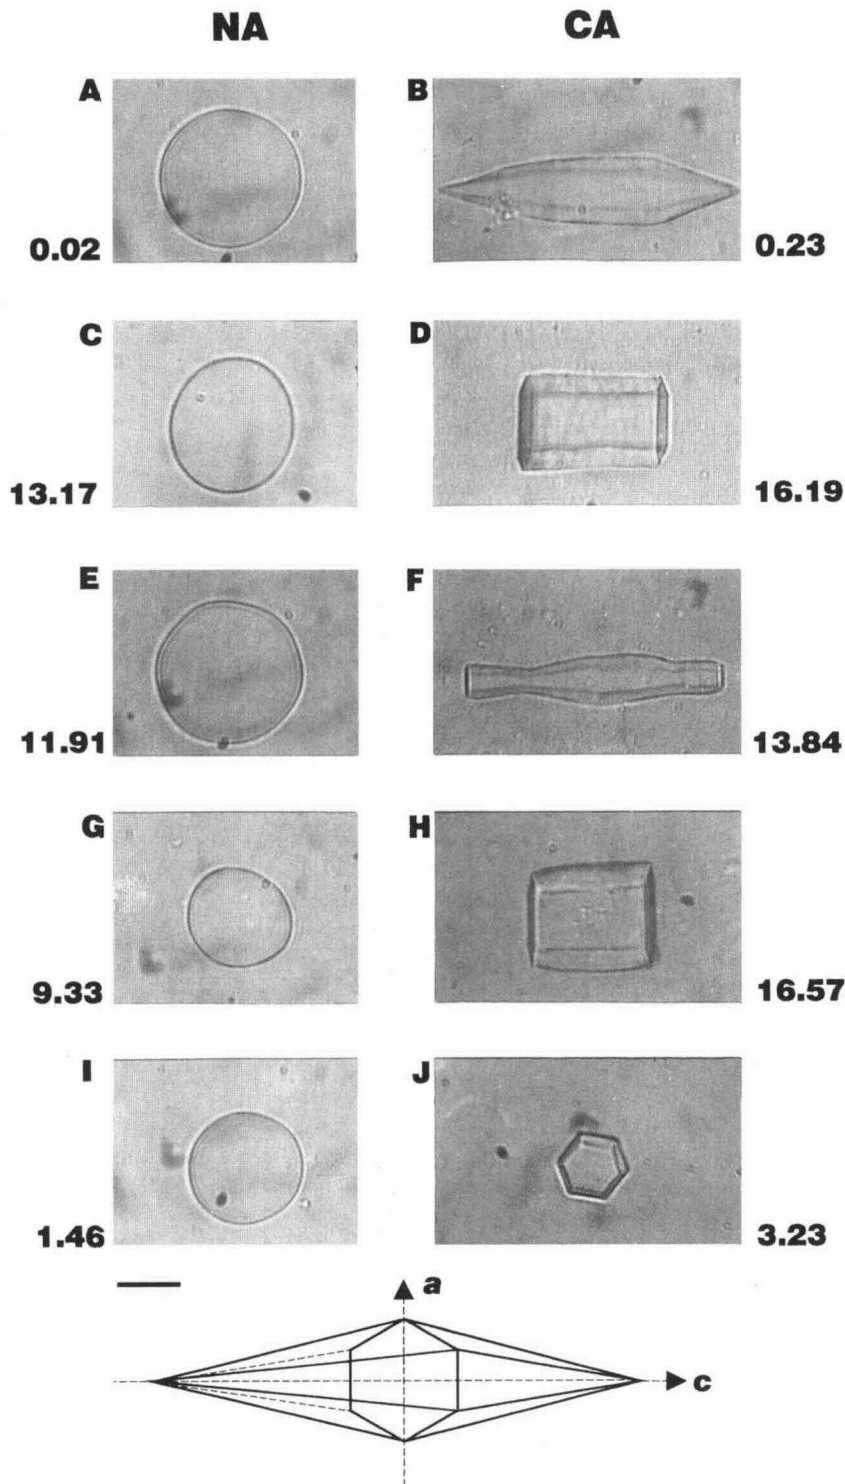 NA CA
A B
0.02 0.23
C D
13.17 16.19
E F
11.91 13.84
G H
9.33 16.57
I J
1.46 3.23
a
c